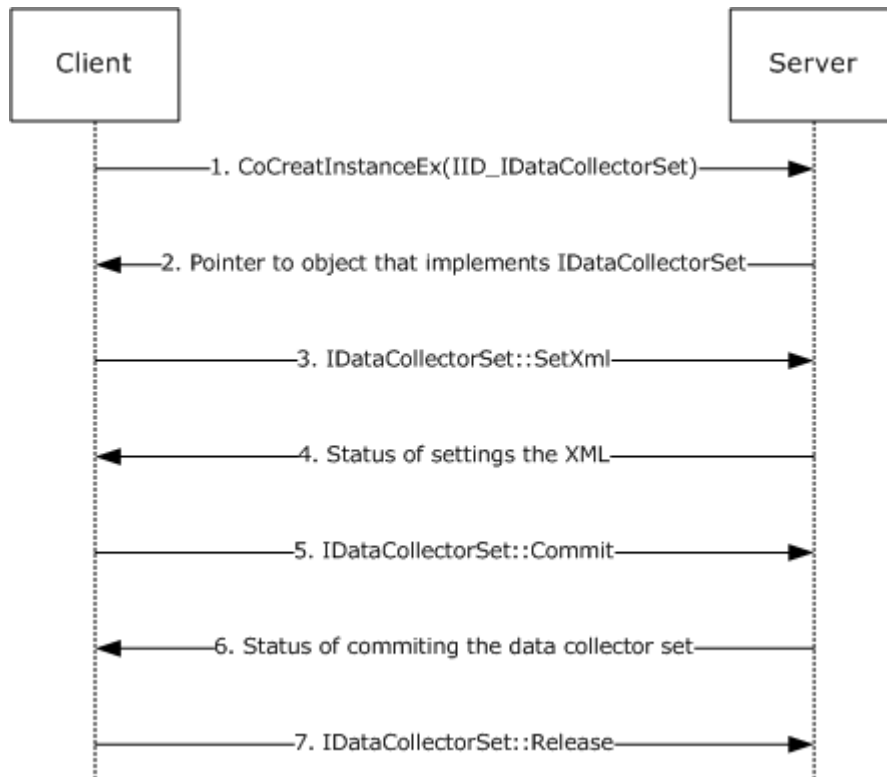 Client
Server
1. CoCreatInstanceEx(IID_IDataCollectorSet)
2. Pointer to object that implements IDataCollectorSet
3. IDataCollectorSet::SetXml
4. Status of settings the XML
5. IDataCollectorSet::Commit
6. Status of commiting the data collector set
7. IDataCollectorSet::Release